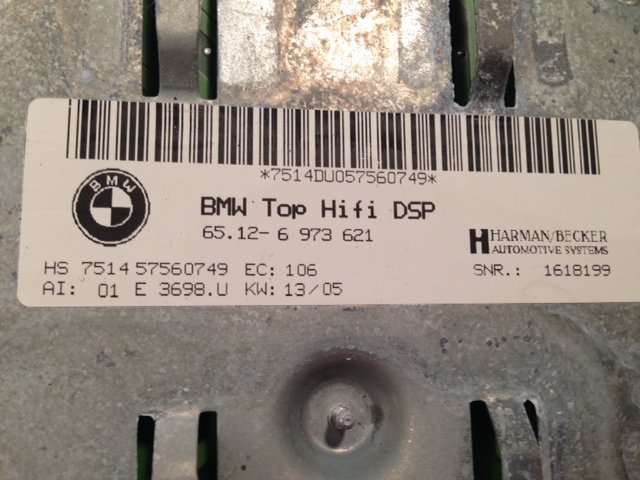 *7514DU057560749*
BMW
BMW Top Hifi DSP
65.12- 6 973 621
HARMAN/BECKER
AUTOMOTIVE SYSTEMS
HS 7514 57560749 EC: 106
SNR.: 1618199
AI: 01 E 3698.U KW: 13/05